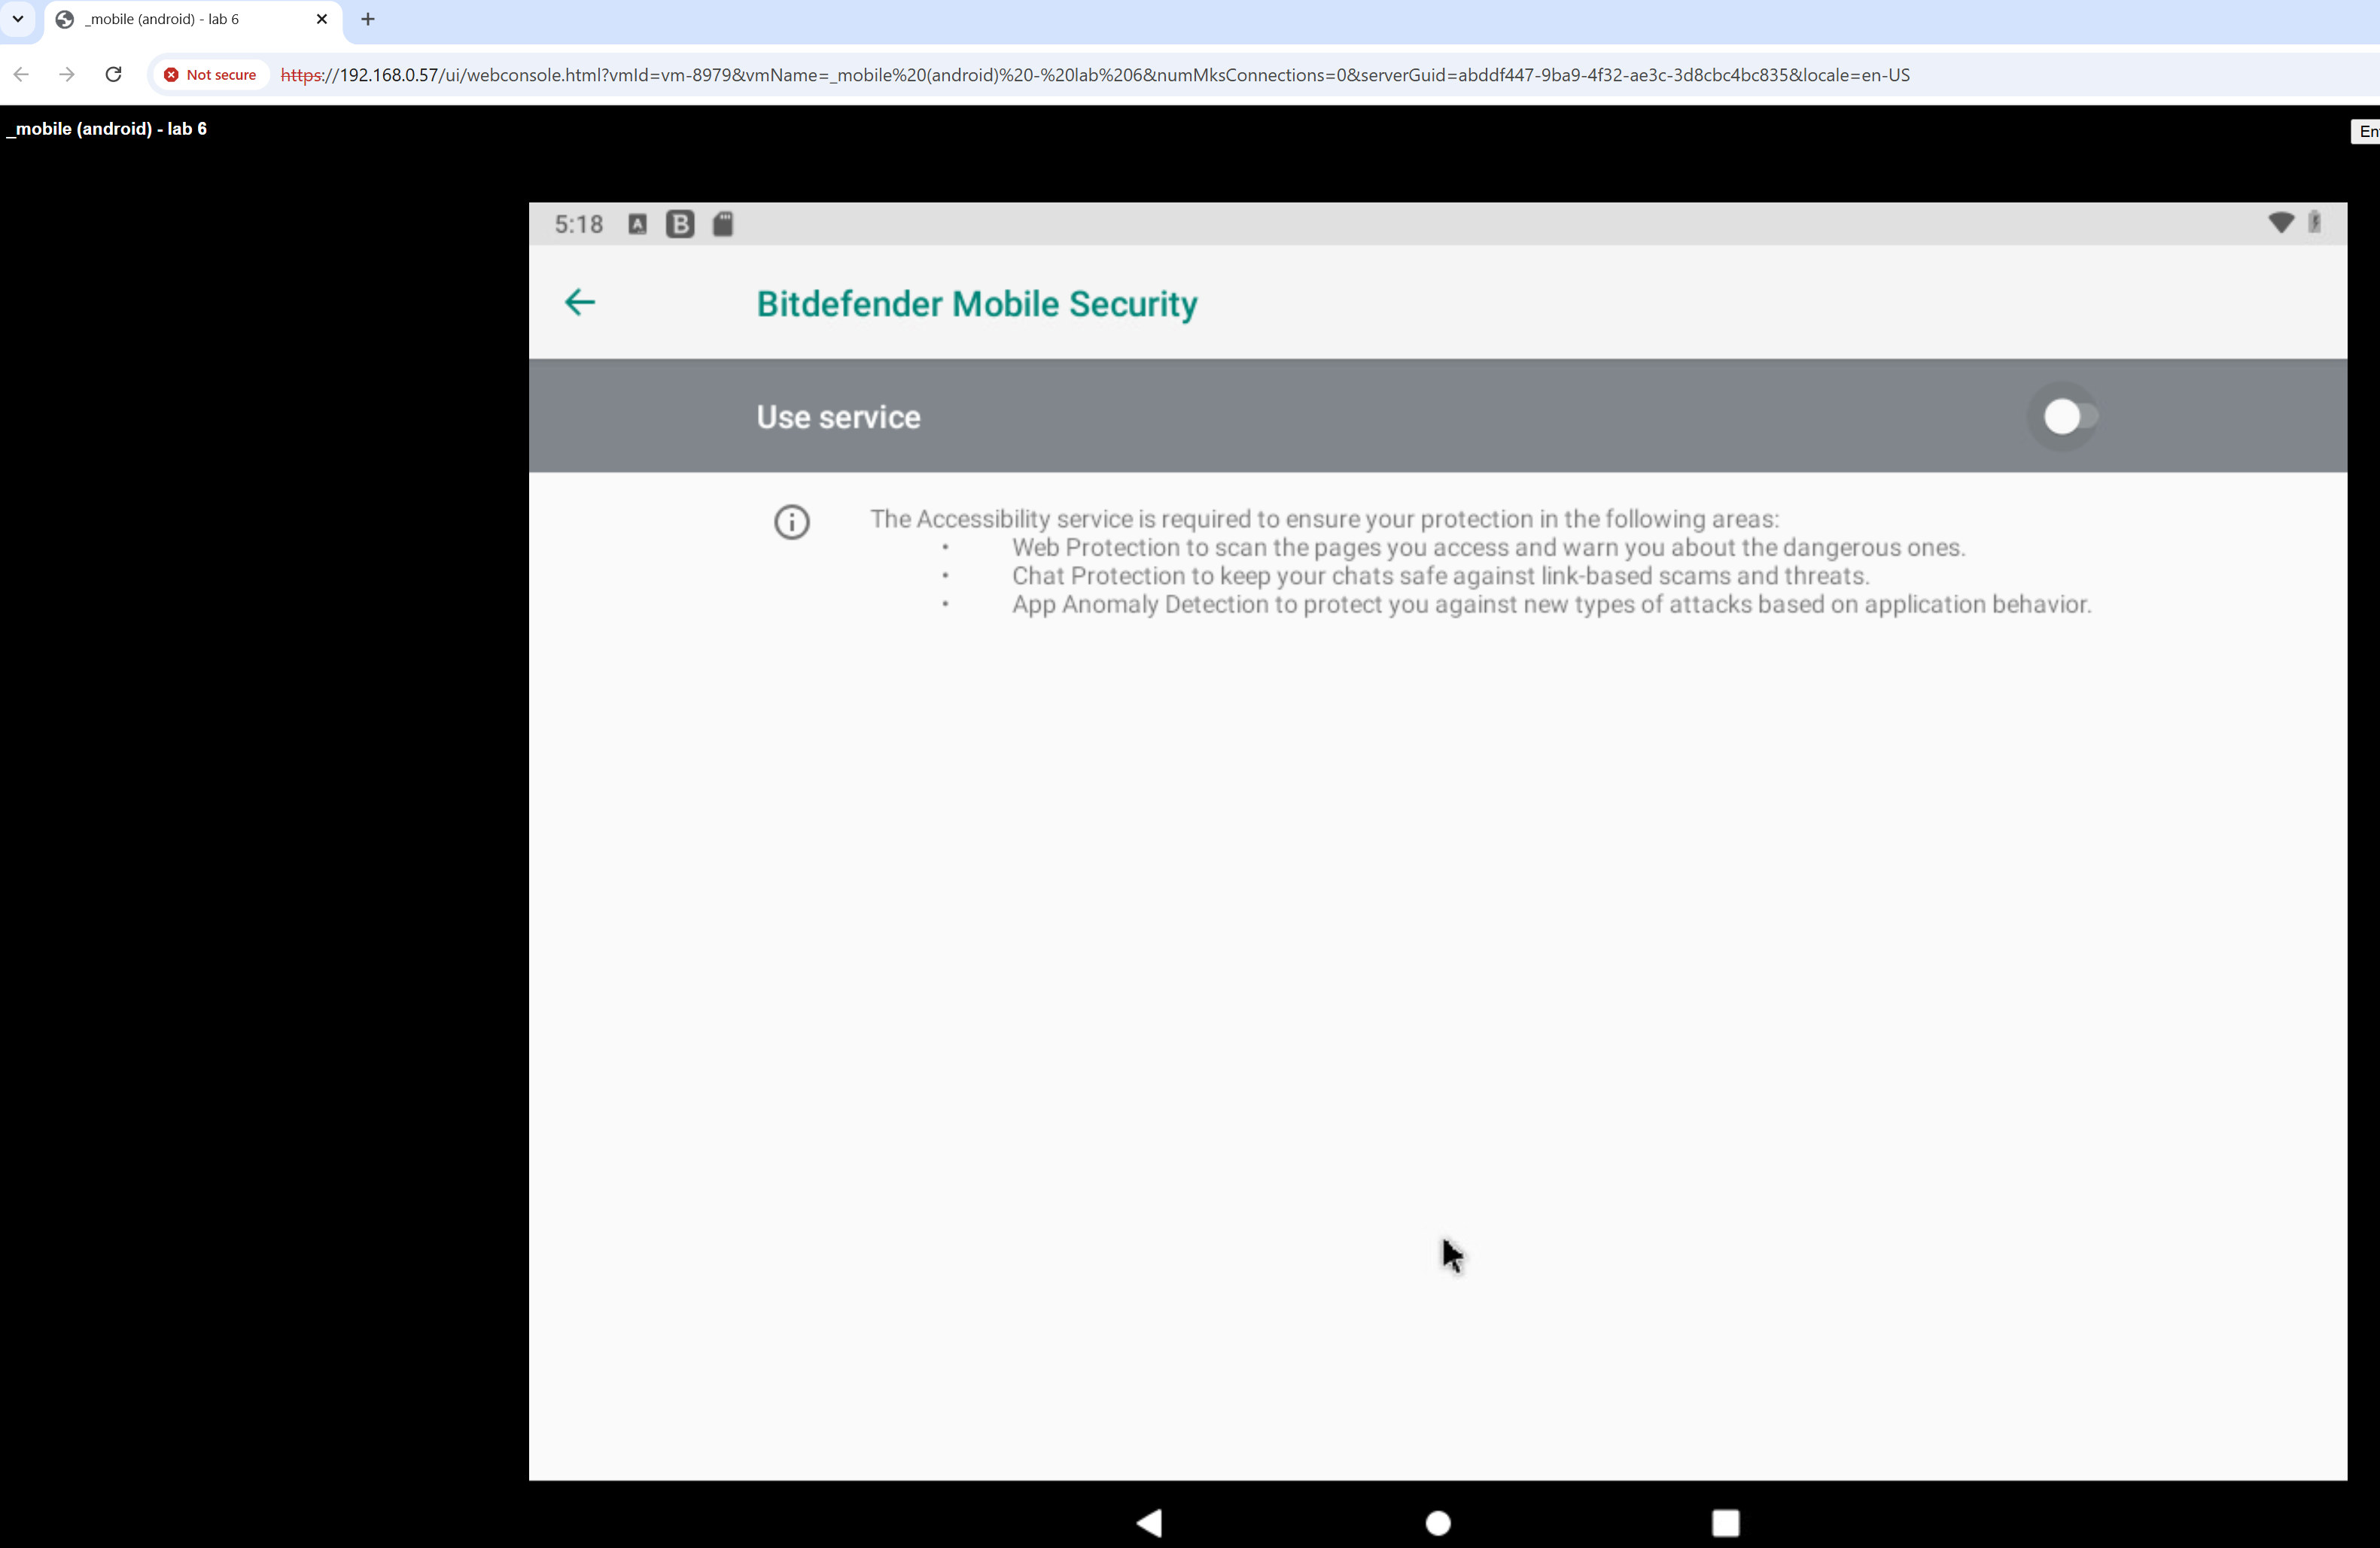 _mobile (android) - lab 6
Not secure https://192.168.0.57/ui/webconsole.html?vmId=vm-8979&vmName=_mobile%20(android)%20-%20lab%206&numMksConnections=0&serverGuid=abddf447-9ba9-4f32-ae3c-3d8cbc4bc835&locale=en-US
_mobile (android) - lab 6
En
5:18 A B
Bitdefender Mobile Security
Use service
The Accessibility service is required to ensure your protection in the following areas:
• Web Protection to scan the pages you access and warn you about the dangerous ones.
• Chat Protection to keep your chats safe against link-based scams and threats.
• App Anomaly Detection to protect you against new types of attacks based on application behavior.